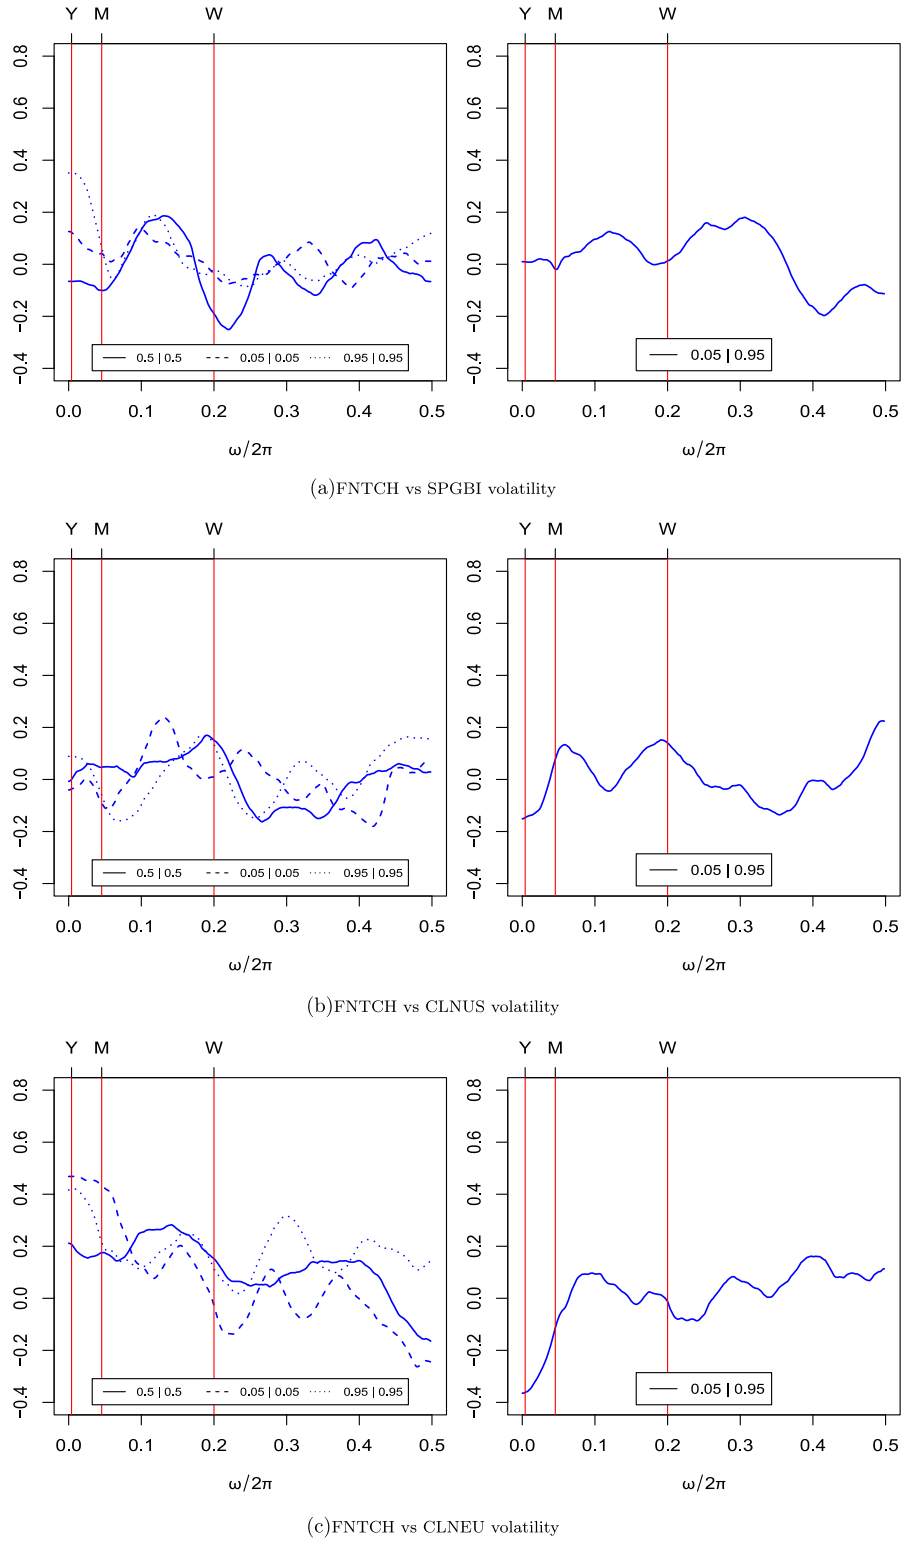 Y M W
Y M W
−0.4 −0.2 0.0 0.2 0.4 0.6 0.8
−0.4 −0.2 0.0 0.2 0.4 0.6 0.8
0.5 | 0.5 0.05 | 0.05 0.95 | 0.95
0.05 | 0.95
0.0 0.1 0.2 0.3 0.4 0.5
0.0 0.1 0.2 0.3 0.4 0.5
ω/2π
ω/2π
(a)FNTCH vs SPGBI volatility
Y M W
Y M W
−0.4 −0.2 0.0 0.2 0.4 0.6 0.8
−0.4 −0.2 0.0 0.2 0.4 0.6 0.8
0.5 | 0.5 0.05 | 0.05 0.95 | 0.95
0.05 | 0.95
0.0 0.1 0.2 0.3 0.4 0.5
0.0 0.1 0.2 0.3 0.4 0.5
ω/2π
ω/2π
(b)FNTCH vs CLNUS volatility
Y M W
Y M W
−0.4 −0.2 0.0 0.2 0.4 0.6 0.8
−0.4 −0.2 0.0 0.2 0.4 0.6 0.8
0.5 | 0.5 0.05 | 0.05 0.95 | 0.95
0.05 | 0.95
0.0 0.1 0.2 0.3 0.4 0.5
0.0 0.1 0.2 0.3 0.4 0.5
ω/2π
ω/2π
(c)FNTCH vs CLNEU volatility